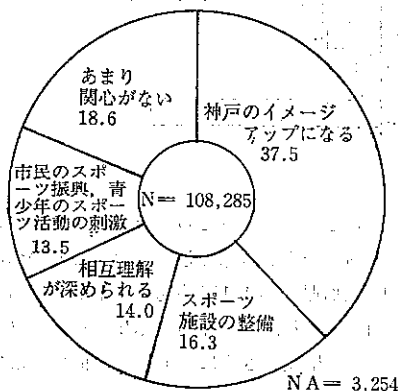 神戸のイメージ
アップになる
37.5
スポーツ
施設の整備
16.3
相互理解
が深められる
14.0
市民のスポ
ーツ振興，青
少年のスポー
ツ活動の刺激
13.5
あまり
関心がない
18.6
N＝ 108,285
NA＝ 3,254